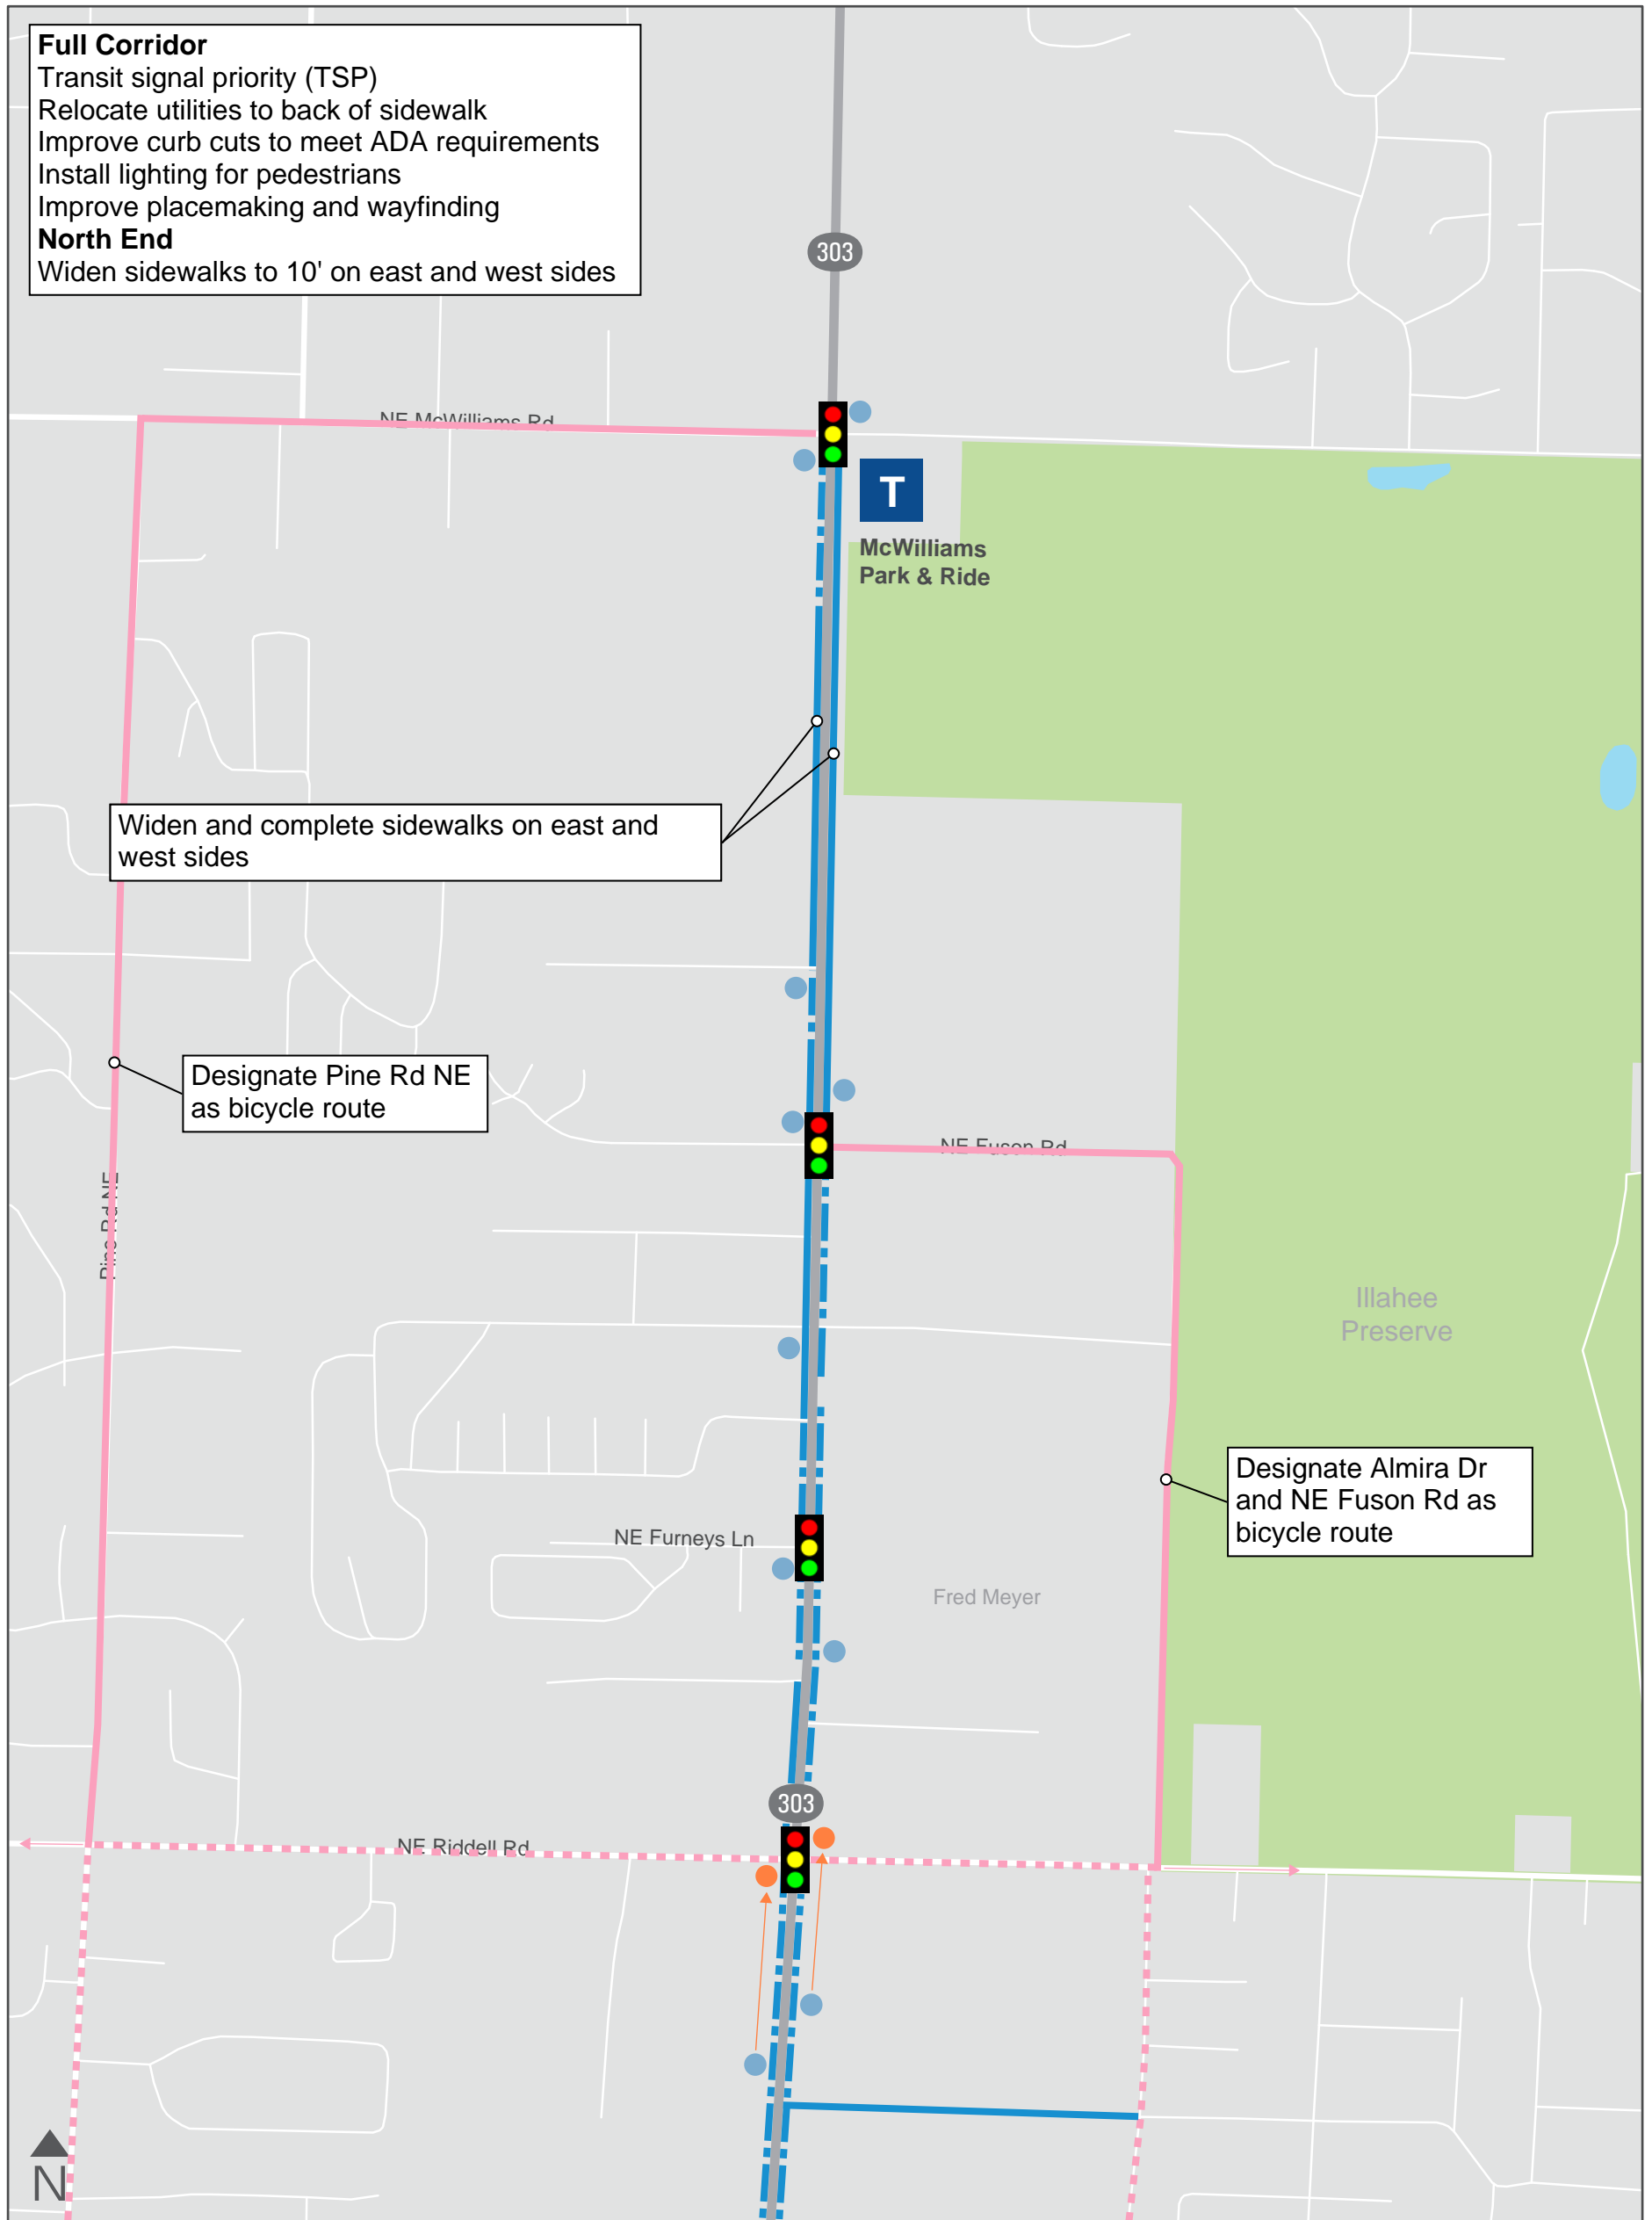 Full Corridor
Transit signal priority (TSP)
Relocate utilities to back of sidewalk
Improve curb cuts to meet ADA requirements
Install lighting for pedestrians
Improve placemaking and wayfinding
North End
Widen sidewalks to 10' on east and west sides
303
NE McWilliams Rd
T
McWilliams
Park & Ride
Widen and complete sidewalks on east and
west sides
Designate Pine Rd NE
as bicycle route
NE Fuson Rd
Pine Rd NE
Illahee
Preserve
Designate Almira Dr
and NE Fuson Rd as
bicycle route
NE Furneys Ln
Fred Meyer
303
NE Riddell Rd
N